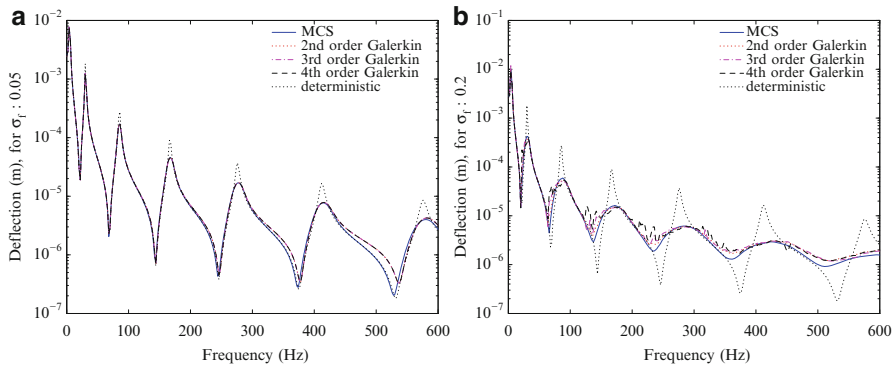 a
MCS
2nd order Galerkin
3rd order Galerkin
4th order Galerkin
deterministic
Deflection (m), for σf : 0.05
10−1
10−2
10−3
10−4
10−5
10−6
10−7
0 100 200 300 400 500 600
Frequency (Hz)
b
MCS
2nd order Galerkin
3rd order Galerkin
4th order Galerkin
deterministic
Deflection (m), for σf : 0.2
10−1
10−2
10−3
10−4
10−5
10−6
10−7
0 100 200 300 400 500 600
Frequency (Hz)